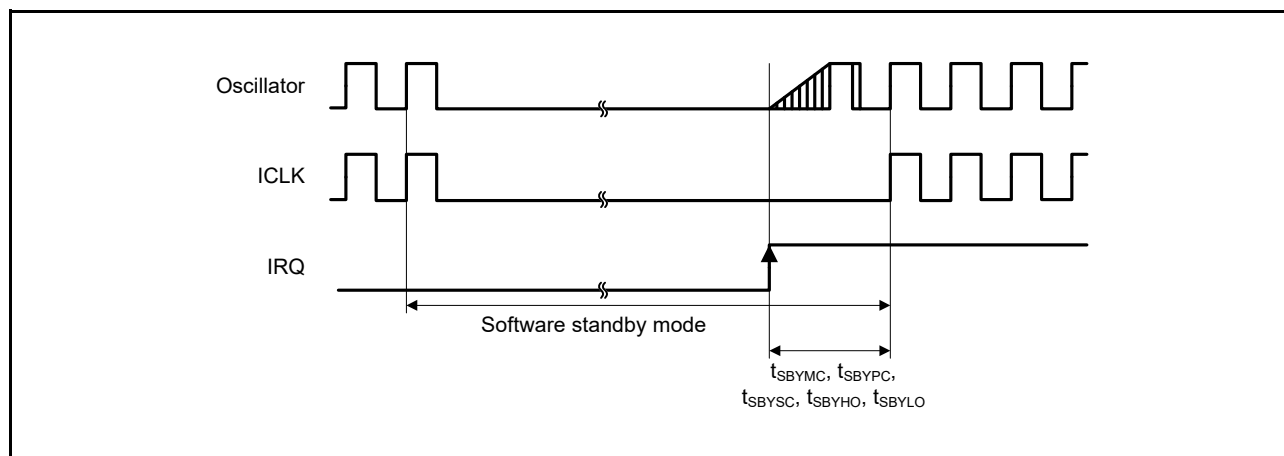 Oscillator
ICLK
IRQ
Software standby mode
tSBYMC, tSBYPC,
tSBYSC, tSBYHO, tSBYLO